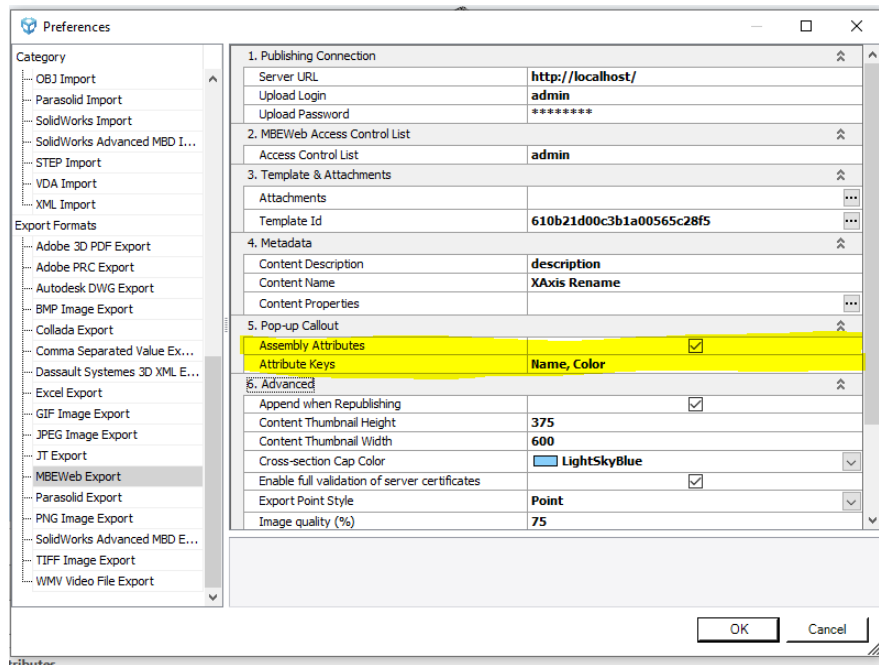 Preferences
Category
OBJ Import
Parasolid Import
SolidWorks Import
SolidWorks Advanced MBD I...
STEP Import
VDA Import
XML Import
Export Formats
Adobe 3D PDF Export
Adobe PRC Export
Autodesk DWG Export
BMP Image Export
Collada Export
Comma Separated Value Ex...
Dassault Systemes 3D XML E...
Excel Export
GIF Image Export
JPEG Image Export
JT Export
MBEWeb Export
Parasolid Export
PNG Image Export
SolidWorks Advanced MBD E...
TIFF Image Export
WMV Video File Export
1. Publishing Connection
Server URL http://localhost/
Upload Login admin
Upload Password ********
2. MBEWeb Access Control List
Access Control List admin
3. Template & Attachments
Attachments ...
Template Id 610b21d00c3b1a00565c28f5 ...
4. Metadata
Content Description description
Content Name XAxis Rename
Content Properties ...
5. Pop-up Callout
Assembly Attributes
Attribute Keys Name, Color
6. Advanced
Append when Republishing
Content Thumbnail Height 375
Content Thumbnail Width 600
Cross-section Cap Color LightSkyBlue
Enable full validation of server certificates
Export Point Style Point
Image quality (%) 75
OK Cancel